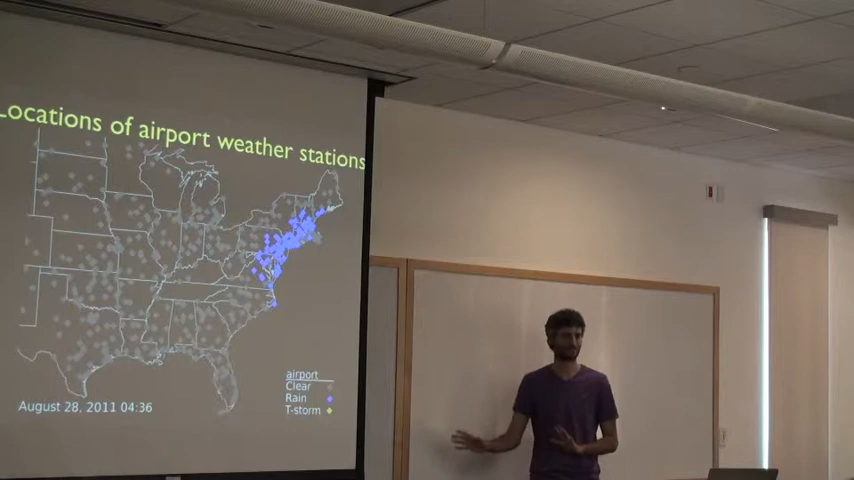 Locations of airport weather stations
airport
Clear
Rain
T-storm
August 28, 2011 04:36